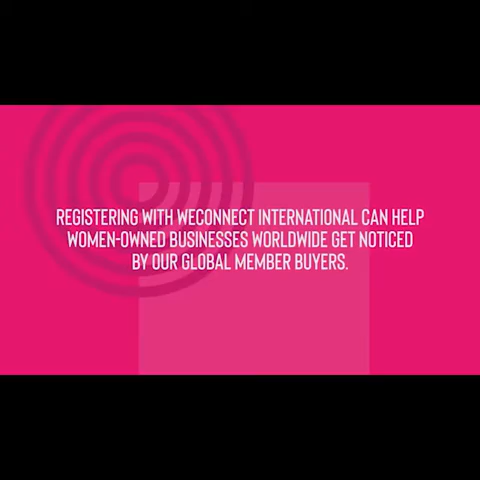 REGISTERING WITH WECONNECT INTERNATIONAL CAN HELP
WOMEN-OWNED BUSINESSES WORLDWIDE GET NOTICED
BY OUR GLOBAL MEMBER BUYERS.